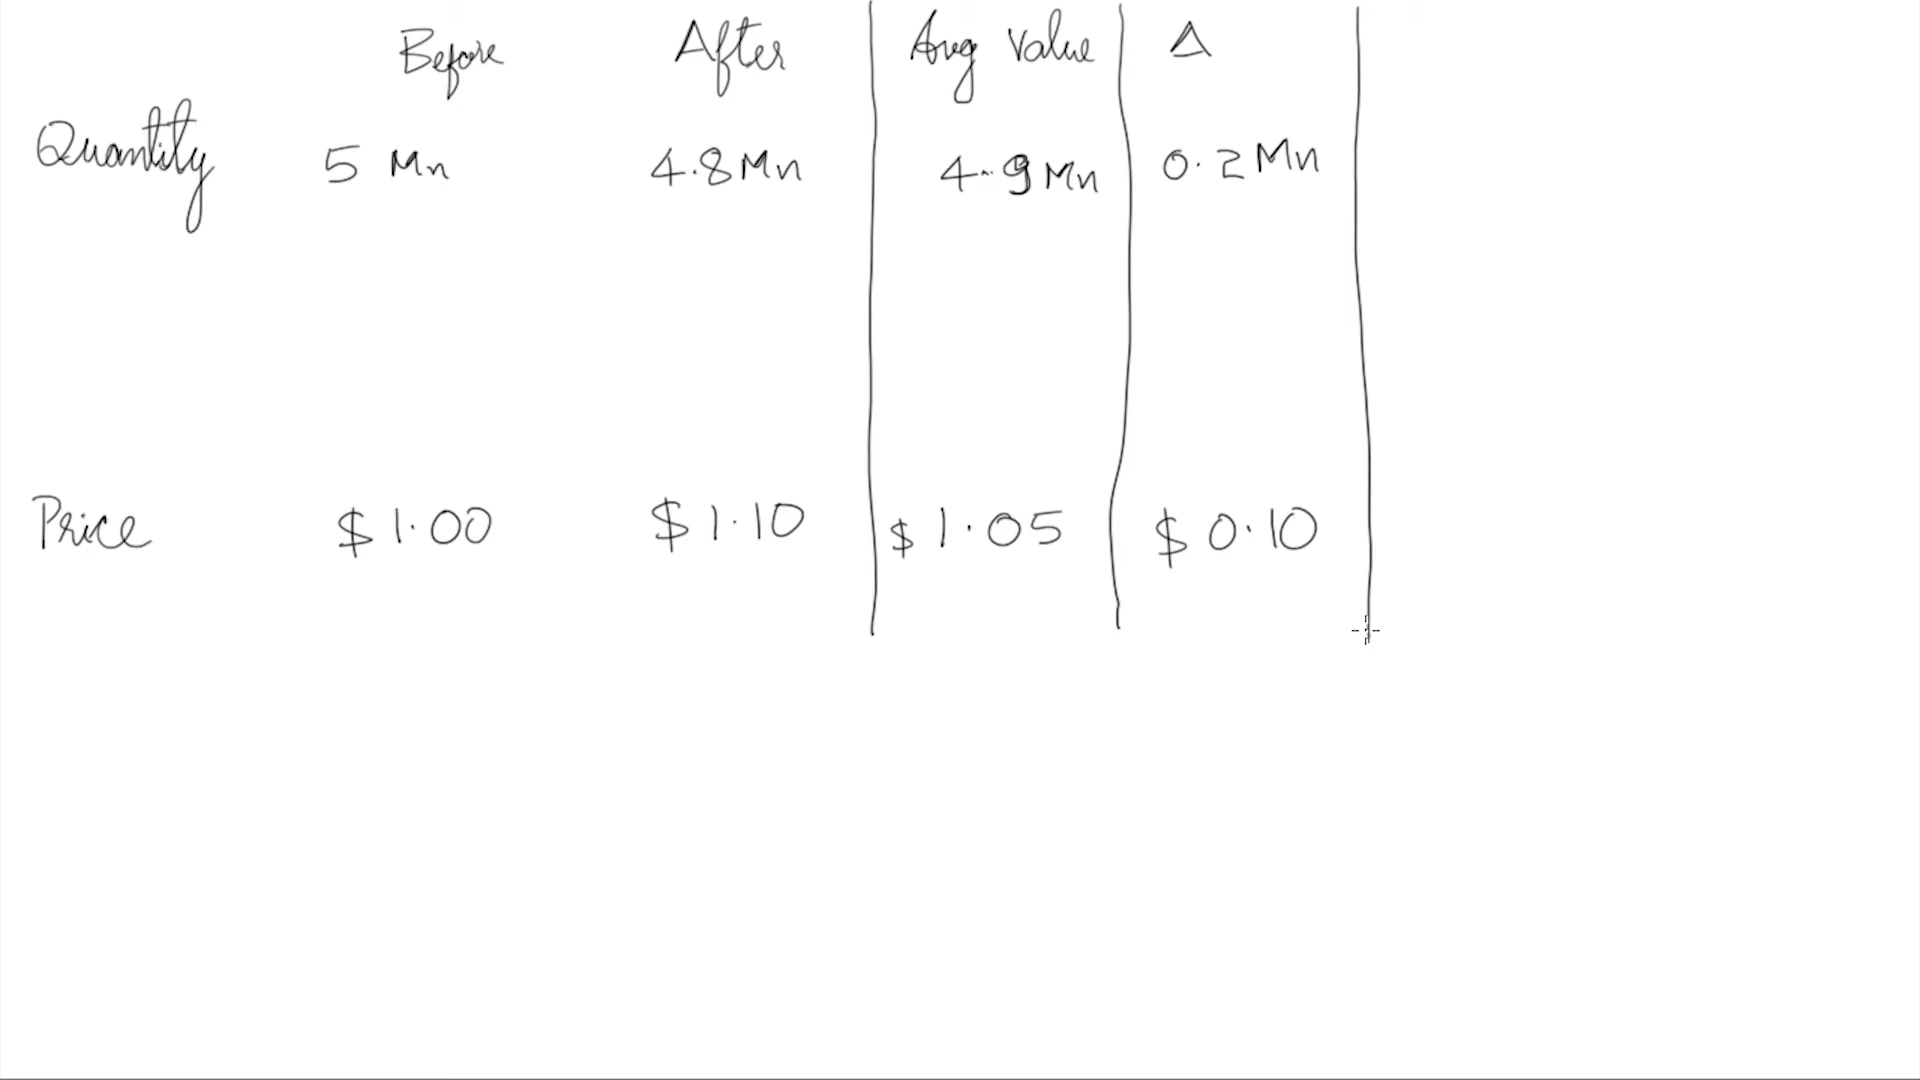 Before After Avg Value Δ
Quantity 5 Mn 4.8 Mn 4.9 Mn 0.2 Mn
Price $1.00 $1.10 $1.05 $0.10